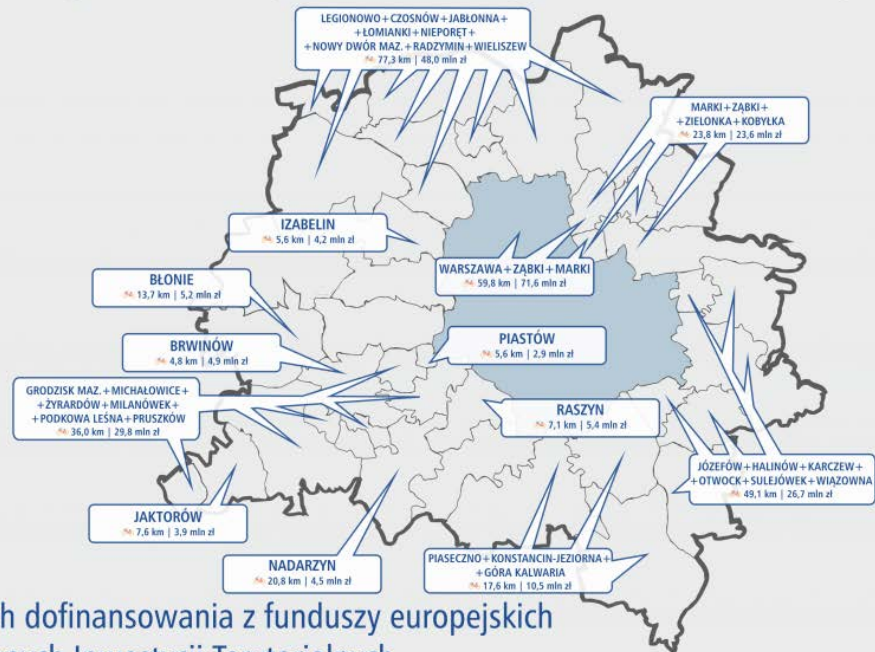 LEGIONOWO+CZOSNÓW+JABŁONNA+
+ŁOMIANKI+NIEPORĘT+
+NOWY DWÓR MAZ.+RADZYMIN+WIELISZEW
77,3 km | 48,0 mln zł
MARKI+ZĄBKI+
+ZIELONKA+KOBYŁKA
23,8 km | 23,6 mln zł
IZABELIN
5,6 km | 4,2 mln zł
WARSZAWA+ZĄBKI+MARKI
59,8 km | 71,6 mln zł
BŁONIE
13,7 km | 5,2 mln zł
BRWINÓW
4,8 km | 4,9 mln zł
PIASTÓW
5,6 km | 2,9 mln zł
GRODZISK MAZ.+MICHAŁOWICE+
+ŻYRARDÓW+MILANÓWEK+
+PODKOWA LEŚNA+PRUSZKÓW
36,0 km | 29,8 mln zł
RASZYN
7,1 km | 5,4 mln zł
JÓZEFÓW+HALINÓW+KARCZEW+
+OTWOCK+SULEJÓWEK+WIĄZOWNA
49,1 km | 26,7 mln zł
JAKTORÓW
7,6 km | 3,9 mln zł
NADARZYN
20,8 km | 4,5 mln zł
PIASECZNO+KONSTANCIN-JEZIORNA+
+GÓRA KALWARIA
17,6 km | 10,5 mln zł
h dofinansowania z funduszy europejskich